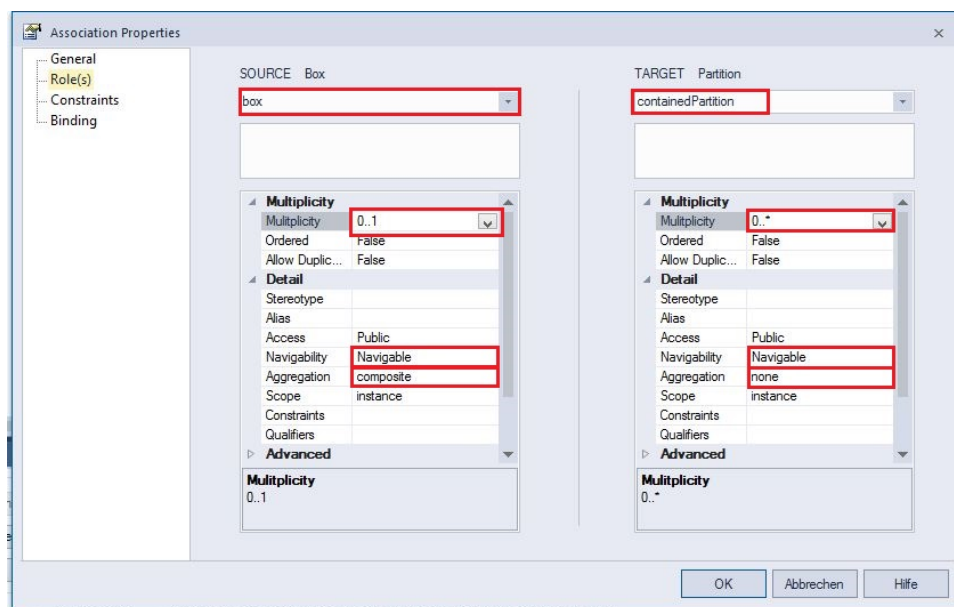 Association Properties
General
Role(s)
Constraints
Binding
SOURCE Box
box
Multiplicity
Mulitplicity 0..1
Ordered False
Allow Duplic... False
Detail
Stereotype
Alias
Access Public
Navigability Navigable
Aggregation composite
Scope instance
Constraints
Qualifiers
Advanced
Mulitplicity
0..1
TARGET Partition
containedPartition
Multiplicity
Mulitplicity 0..*
Ordered False
Allow Duplic... False
Detail
Stereotype
Alias
Access Public
Navigability Navigable
Aggregation none
Scope instance
Constraints
Qualifiers
Advanced
Mulitplicity
0..*
OK Abbrechen Hilfe